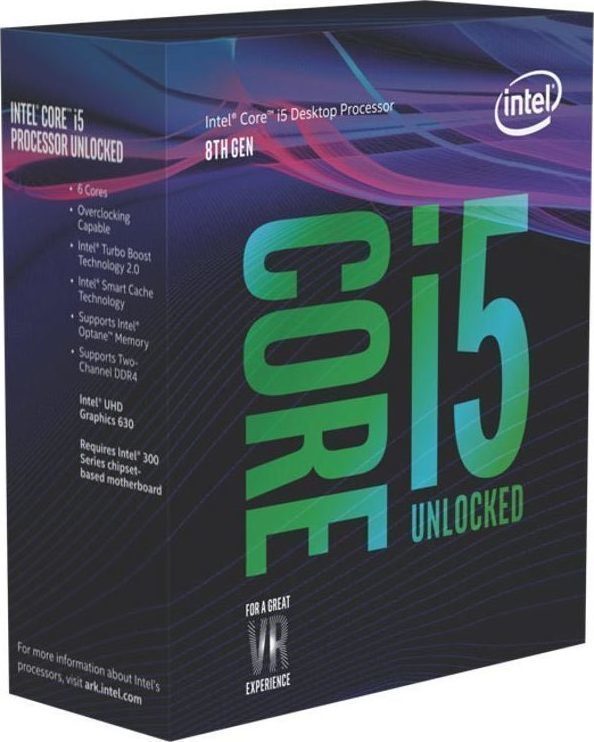 INTEL® CORE™ i5
PROCESSOR UNLOCKED
• 6 Cores
• Overclocking
Capable
• Intel® Turbo Boost
Technology 2.0
• Intel® Smart Cache
Technology
• Supports Intel®
Optane™ Memory
• Supports Two-
Channel DDR4
Intel® UHD
Graphics 630
Requires Intel® 300
Series chipset-
based motherboard
For more information about Intel's
processors, visit ark.intel.com
Intel® Core™ i5 Desktop Processor
8TH GEN
intel
CORE i5
UNLOCKED
FOR A GREAT
VR
EXPERIENCE